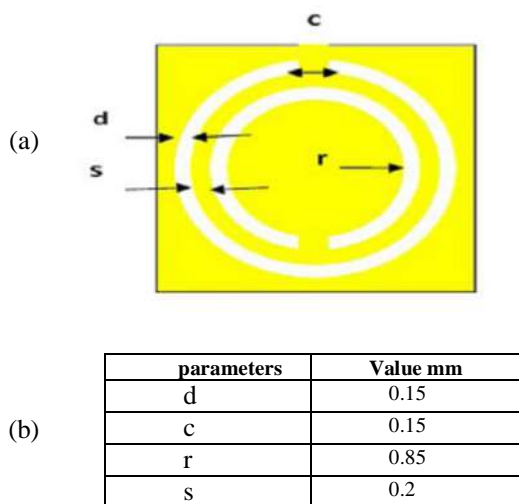 c
(a)
d
s
r
(b)
parameters Value mm
d 0.15
c 0.15
r 0.85
s 0.2